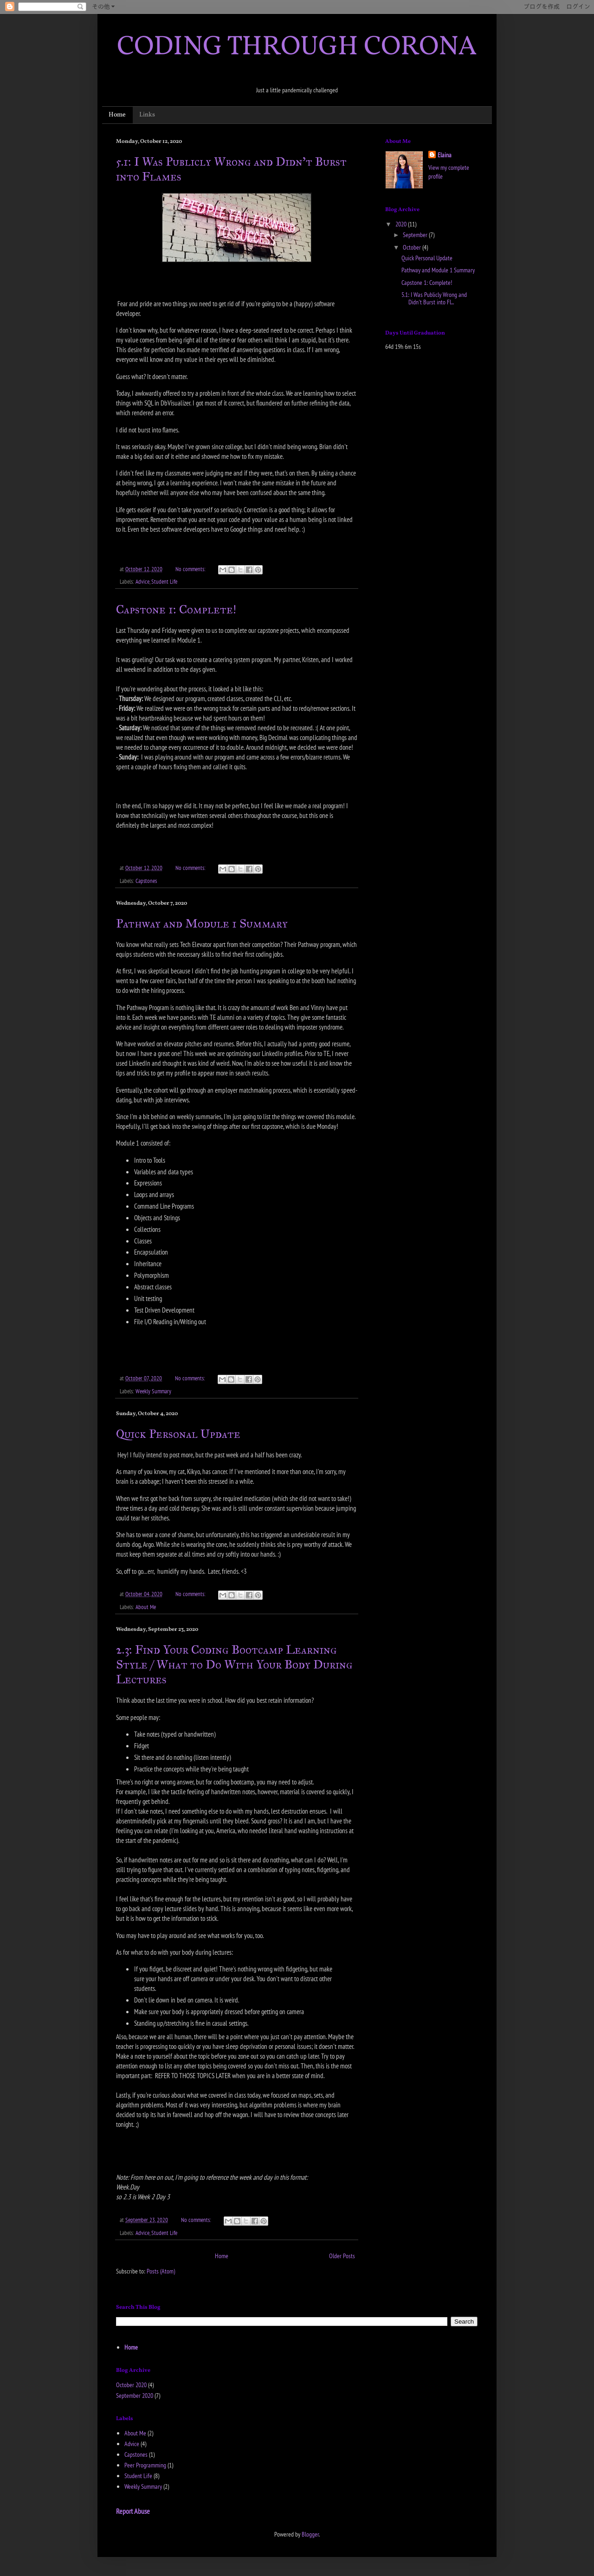 その他
ブログを作成 ログイン
CODING THROUGH CORONA
Just a little pandemically challenged
Home Links
Monday, October 12, 2020
5.1: I Was Publicly Wrong and Didn't Burst
into Flames
PEOPLE FAIL FORWARD
TO SUCCESS
Fear and pride are two things you need to get rid of if you're going to be a (happy) software
developer.
I don't know why, but for whatever reason, I have a deep-seated need to be correct. Perhaps I think
my value comes from being right all of the time or not be sure few others will think I am stupid, but it's there.
This desire for perfection has made me terrified of answering questions in class. If I am wrong,
everyone will know and my value in their eyes will be diminished.
Guess what? It doesn't matter.
Today, I awkwardly offered to try a problem in front of the whole class. We are learning how to select
things with SQL in DbVisualizer. I got most of it correct, but floundered on further refining the data,
which rendered an error.
I did not burst into flames.
It was seriously okay. Maybe I've grown since college, but I didn't mind being wrong. Brian didn't
make a big deal out of it either and showed me how to fix my mistake.
I didn't feel like my classmates were judging me and if they were, that's on them. By taking a chance
at being wrong, I got a learning experience. I won't make the same mistake in the future and
hopefully neither will anyone else who may have been confused about the same thing.
Life gets easier if you don't take yourself so seriously. Correction is a good thing; it allows for
improvement. Remember that you are not your code and your value as a human being is not linked
to it. Even the best software developers have to Google things and need help. :)
at October 12, 2020 No comments:
Labels: Advice, Student Life
Capstone 1: Complete!
Last Thursday and Friday were given to us to complete our capstone projects, which encompassed
everything we learned in Module 1.
It was grueling! Our task was to create a catering system program. My partner, Kristen, and I worked
all weekend in addition to the days given.
If you're wondering about the process, it looked a bit like this:
- Thursday: We designed our program, created classes, created the CLI, etc.
- Friday: We realized we were on the wrong track for certain parts and had to redo/remove sections. It
was a bit heartbreaking because we had spent hours on them!
- Saturday: We noticed that some of the things we removed needed to be recreated. :( At one point,
we realized that even though we were working with money, Big Decimal was complicating things and
we needed to change every occurrence of it to double. Around midnight, we decided we were done!
- Sunday: I was playing around with our program and came across a few errors/bizarre returns. We
spent a couple of hours fixing them and called it quits.
In the end, I'm so happy we did it. It may not be perfect, but I feel like we made a real program! I
know that technically we have written several others throughout the course, but this one is
definitely the largest and most complex!
at October 12, 2020 No comments:
Labels: Capstones
Wednesday, October 7, 2020
Pathway and Module 1 Summary
You know what really sets Tech Elevator apart from their competition? Their Pathway program, which
equips students with the necessary skills to find their first coding jobs.
At first, I was skeptical because I didn't find the job hunting program in college to be very helpful. I
went to a few career fairs, but half of the time the person I was speaking to at the booth had nothing
to do with the hiring process.
The Pathway Program is nothing like that. It is crazy the amount of work Ben and Vinny have put
into it. Each week we have panels with TE alumni on a variety of topics. They give some fantastic
advice and insight on everything from different career roles to dealing with imposter syndrome.
We have worked on elevator pitches and resumes. Before this, I actually had a pretty good resume,
but now I have a great one! This week we are optimizing our LinkedIn profiles. Prior to TE, I never
used LinkedIn and thought it was kind of weird. Now, I'm able to see how useful it is and know the
tips and tricks to get my profile to appear more in search results.
Eventually, the cohort will go through an employer matchmaking process, which is essentially speed-
dating, but with job interviews.
Since I'm a bit behind on weekly summaries, I'm just going to list the things we covered this module.
Hopefully, I'll get back into the swing of things after our first capstone, which is due Monday!
Module 1 consisted of:
Intro to Tools
Variables and data types
Expressions
Loops and arrays
Command Line Programs
Objects and Strings
Collections
Classes
Encapsulation
Inheritance
Polymorphism
Abstract classes
Unit testing
Test Driven Development
File I/O Reading in/Writing out
at October 07, 2020 No comments:
Labels: Weekly Summary
Sunday, October 4, 2020
Quick Personal Update
Hey! I fully intend to post more, but the past week and a half has been crazy.
As many of you know, my cat, Kikyo, has cancer. If I've mentioned it more than once, I'm sorry, my
brain is a cabbage; I haven't been this stressed in a while.
When we first got her back from surgery, she required medication (which she did not want to take!)
three times a day and cold therapy. She was and is still under constant supervision because jumping
could tear her stitches.
She has to wear a cone of shame, but unfortunately, this has triggered an undesirable result in my
dumb dog, Argo. While she is wearing the cone, he suddenly thinks she is prey worthy of attack. We
must keep them separate at all times and cry softly into our hands. :)
So, off to go...err, humidify my hands. Later, friends. <3
at October 04, 2020 No comments:
Labels: About Me
Wednesday, September 23, 2020
2.3: Find Your Coding Bootcamp Learning
Style / What to Do With Your Body During
Lectures
Think about the last time you were in school. How did you best retain information?
Some people may:
Take notes (typed or handwritten)
Fidget
Sit there and do nothing (listen intently)
Practice the concepts while they're being taught
There's no right or wrong answer, but for coding bootcamp, you may need to adjust.
For example, I like the tactile feeling of handwritten notes, however, material is covered so quickly, I
frequently get behind.
If I don't take notes, I need something else to do with my hands, lest destruction ensues. I will
absentmindedly pick at my fingernails until they bleed. Sound gross? It is and I am, but I have the
feeling you can relate (I'm looking at you, America, who needed literal hand washing instructions at
the start of the pandemic).
So, if handwritten notes are out for me and so is sit there and do nothing, what can I do? Well, I'm
still trying to figure that out. I've currently settled on a combination of typing notes, fidgeting, and
practicing concepts while they're being taught.
I feel like that's fine enough for the lectures, but my retention isn't as good, so I will probably have
to go back and copy lecture slides by hand. This is annoying, because it seems like even more work,
but it is how to get the information to stick.
You may have to play around and see what works for you, too.
As for what to do with your body during lectures:
If you fidget, be discreet and quiet! There's nothing wrong with fidgeting, but make
sure your hands are off camera or under your desk. You don't want to distract other
students.
Don't lie down in bed on camera. It is weird.
Make sure your body is appropriately dressed before getting on camera
Standing up/stretching is fine in casual settings.
Also, because we are all human, there will be a point where you just can't pay attention. Maybe the
teacher is progressing too quickly or you have sleep deprivation or personal issues; it doesn't matter.
Make a note to yourself about the topic before you zone out so you can catch up later. Try to pay
attention enough to list any other topics being covered so you don't miss out. Then, this is the most
important part: REFER TO THOSE TOPICS LATER when you are in a better state of mind.
Lastly, if you're curious about what we covered in class today, we focused on maps, sets, and
algorithm problems. Most of it was very interesting, but algorithm problems is where my brain
decided to tip its hat in farewell and hop off the wagon. I will have to review those concepts later
tonight. ;)
Note: From here on out, I'm going to reference the week and day in this format:
Week.Day
so 2.3 is Week 2 Day 3
at September 23, 2020 No comments:
Labels: Advice, Student Life
Home Older Posts
Subscribe to: Posts (Atom)
About Me
Elaina
View my complete
profile
Blog Archive
▼ 2020 (11)
► September (7)
▼ October (4)
Quick Personal Update
Pathway and Module 1 Summary
Capstone 1: Complete!
5.1: I Was Publicly Wrong and
Didn't Burst into Fl...
Days Until Graduation
64d 19h 6m 15s
Search This Blog
Search
Home
Blog Archive
October 2020 (4)
September 2020 (7)
Labels
About Me (2)
Advice (4)
Capstones (1)
Peer Programming (1)
Student Life (8)
Weekly Summary (2)
Report Abuse
Powered by Blogger.